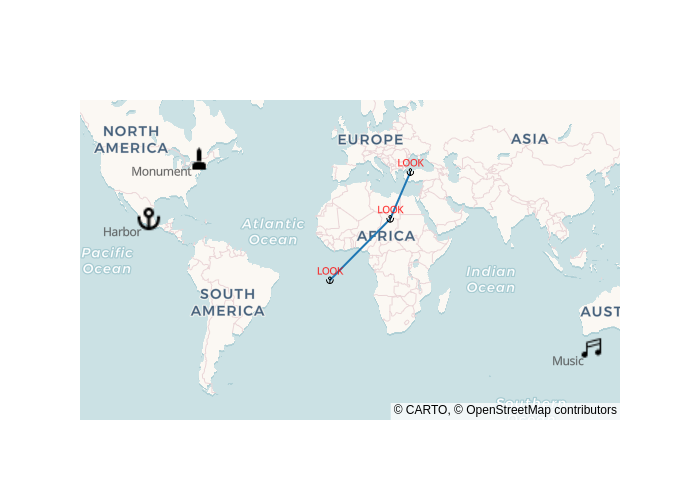 NORTH
AMERICA
EUROPE
ASIA
LOOK
Monument
LOOK
Harbor
Atlantic
Ocean
AFRICA
Pacific
Ocean
LOOK
Indian
Ocean
SOUTH
AMERICA
AUST
Music
Southern
© CARTO, © OpenStreetMap contributors